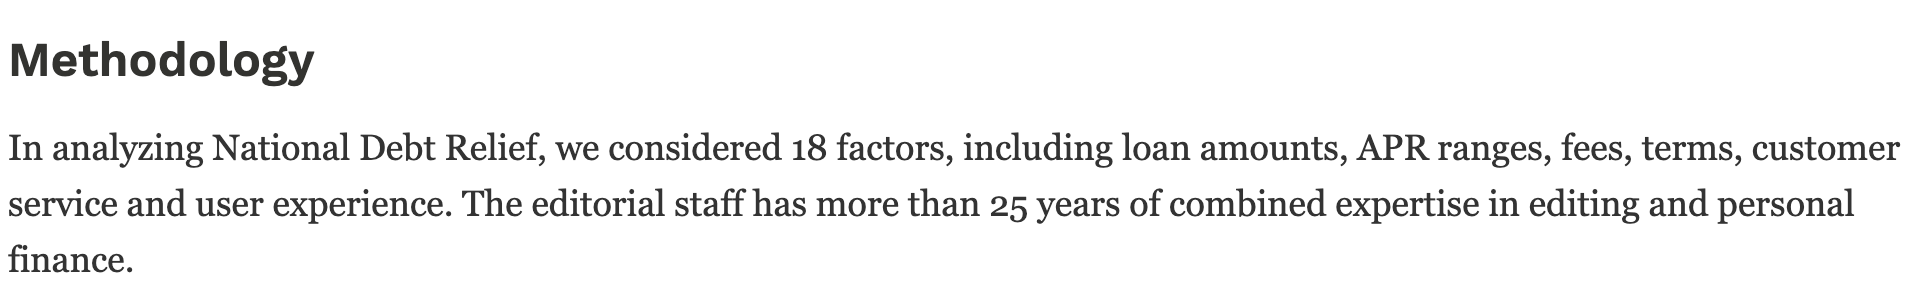 Methodology
In analyzing National Debt Relief, we considered 18 factors, including loan amounts, APR ranges, fees, terms, customer
service and user experience. The editorial staff has more than 25 years of combined expertise in editing and personal
finance.